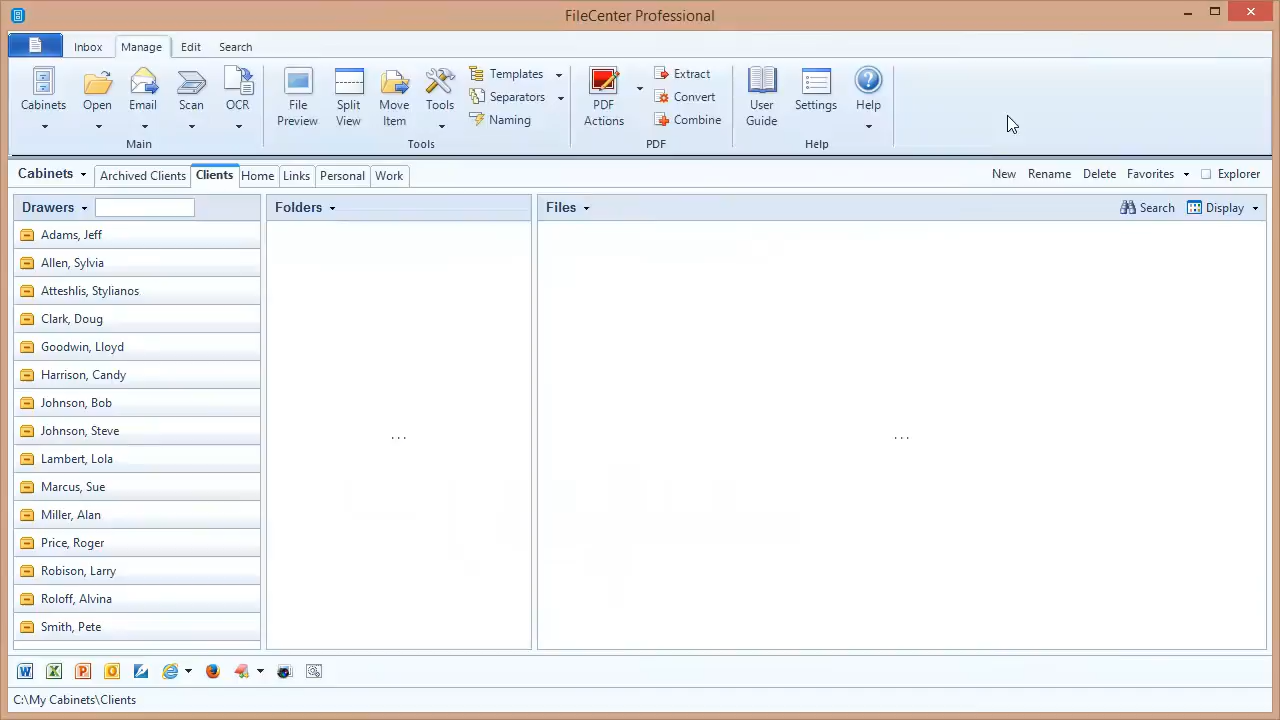 FileCenter Professional
Inbox Manage Edit Search
Cabinets Open Email Scan OCR
Main
File Preview Split View Move Item Tools
Templates
Separators
Naming
Tools
PDF Actions
Extract
Convert
Combine
PDF
User Guide Settings Help
Help
Cabinets Archived Clients Clients Home Links Personal Work New Rename Delete Favorites Explorer
Drawers Folders Files Search Display
Adams, Jeff
Allen, Sylvia
Atteshlis, Stylianos
Clark, Doug
Goodwin, Lloyd
Harrison, Candy
Johnson, Bob
Johnson, Steve
... ...
Lambert, Lola
Marcus, Sue
Miller, Alan
Price, Roger
Robison, Larry
Roloff, Alvina
Smith, Pete
C:\My Cabinets\Clients